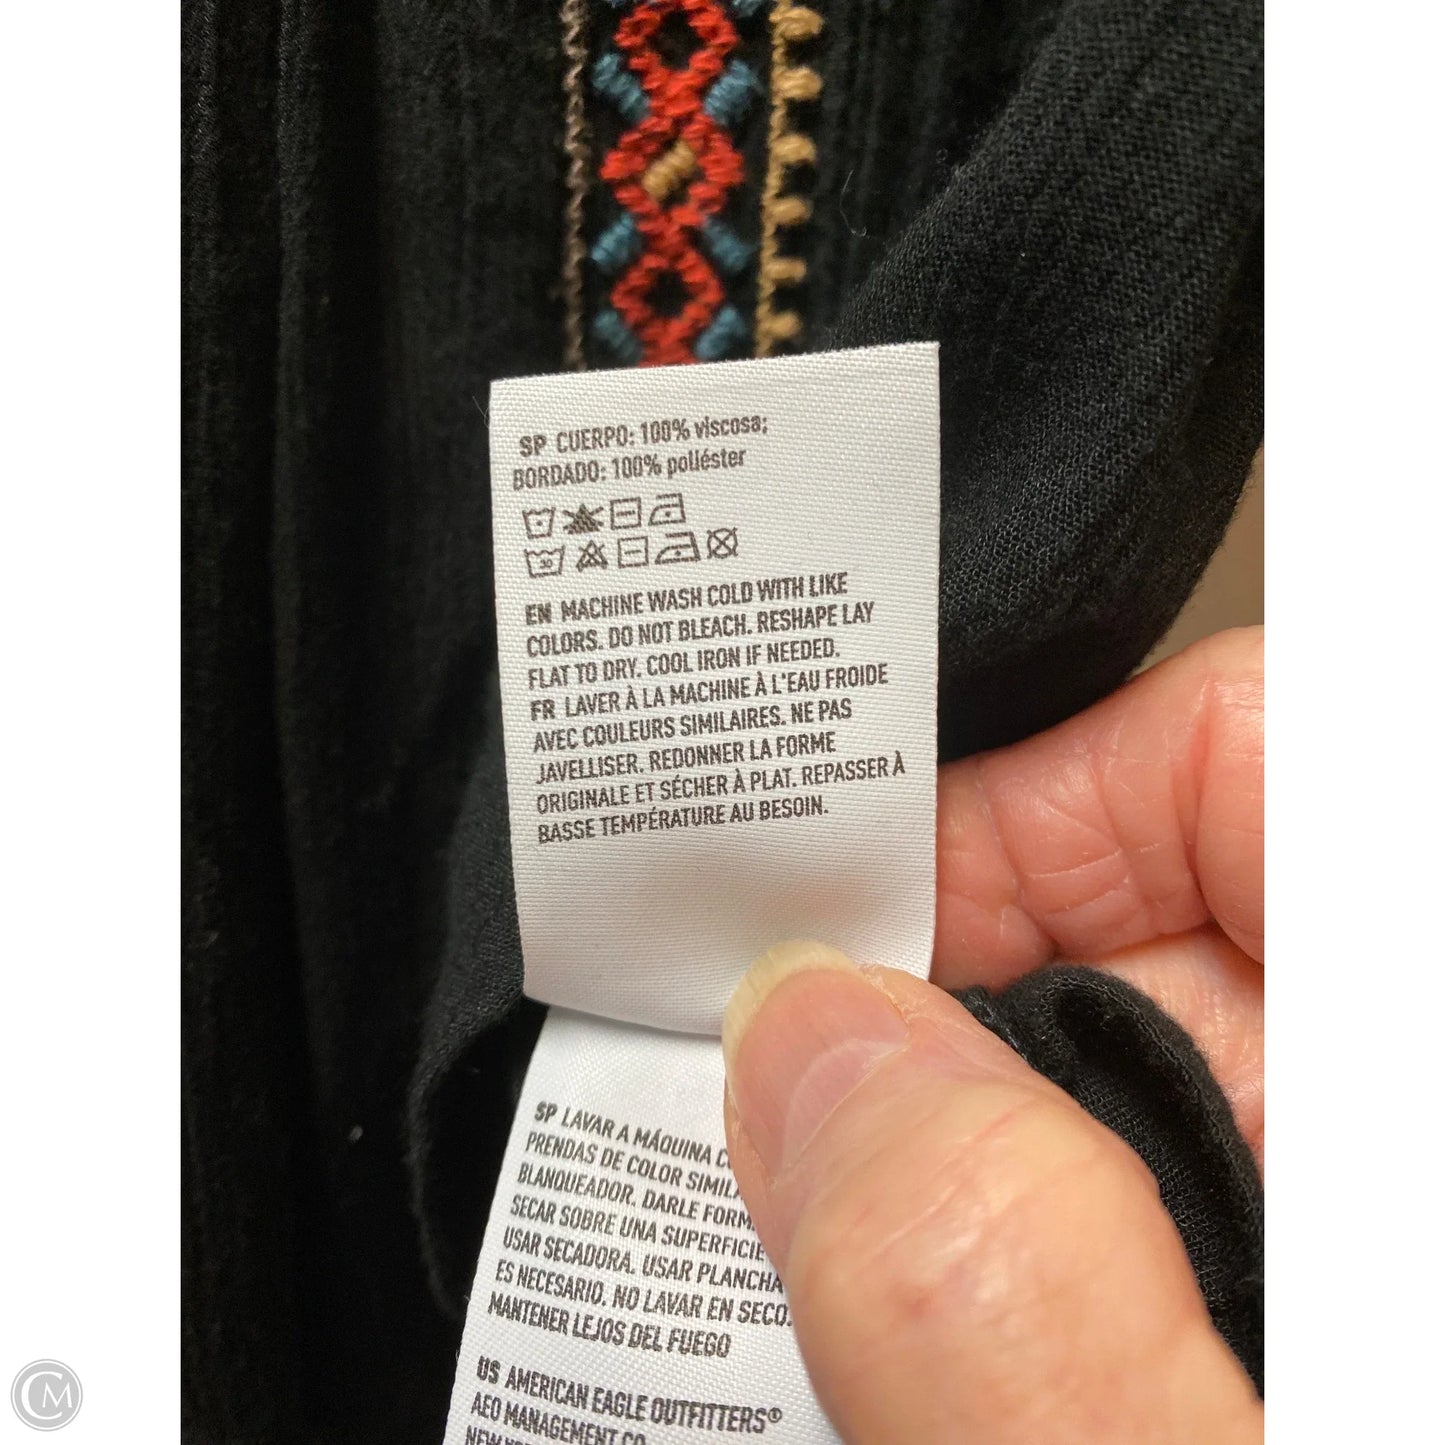 SP CUERPO: 100% viscosa;
BORDADO: 100% poliéster
30
EN MACHINE WASH COLD WITH LIKE
COLORS. DO NOT BLEACH. RESHAPE LAY
FLAT TO DRY. COOL IRON IF NEEDED.
FR LAVER À LA MACHINE À L'EAU FROIDE
AVEC COULEURS SIMILAIRES. NE PAS
JAVELLISER. REDONNER LA FORME
ORIGINALE ET SÉCHER À PLAT. REPASSER À
BASSE TEMPÉRATURE AU BESOIN.
SP LAVAR A MÁQUINA
PRENDAS DE COLOR
BLANQUEADOR. DARLE
SECAR SOBRE UNA SUPERFICIE
USAR SECADORA. USAR PLANCHA
ES NECESARIO. NO LAVAR EN SECO.
MANTENER LEJOS DEL FUEGO
US AMERICAN EAGLE OUTFITTERS®
AEO MANAGEMENT CO
CM